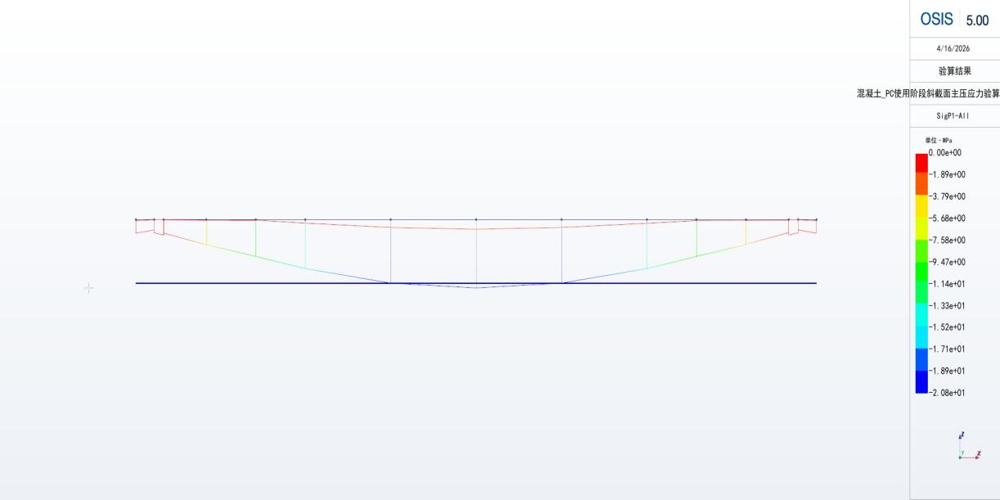 OSIS 5.00
4/16/2026
验算结果
混凝土_PC使用阶段斜截面主压应力验算
SigP1-All
单位·MPa
0.00e+00
-1.89e+00
-3.79e+00
-5.68e+00
-7.58e+00
-9.47e+00
-1.14e+01
-1.33e+01
-1.52e+01
-1.71e+01
-1.89e+01
-2.08e+01
Z
Y X